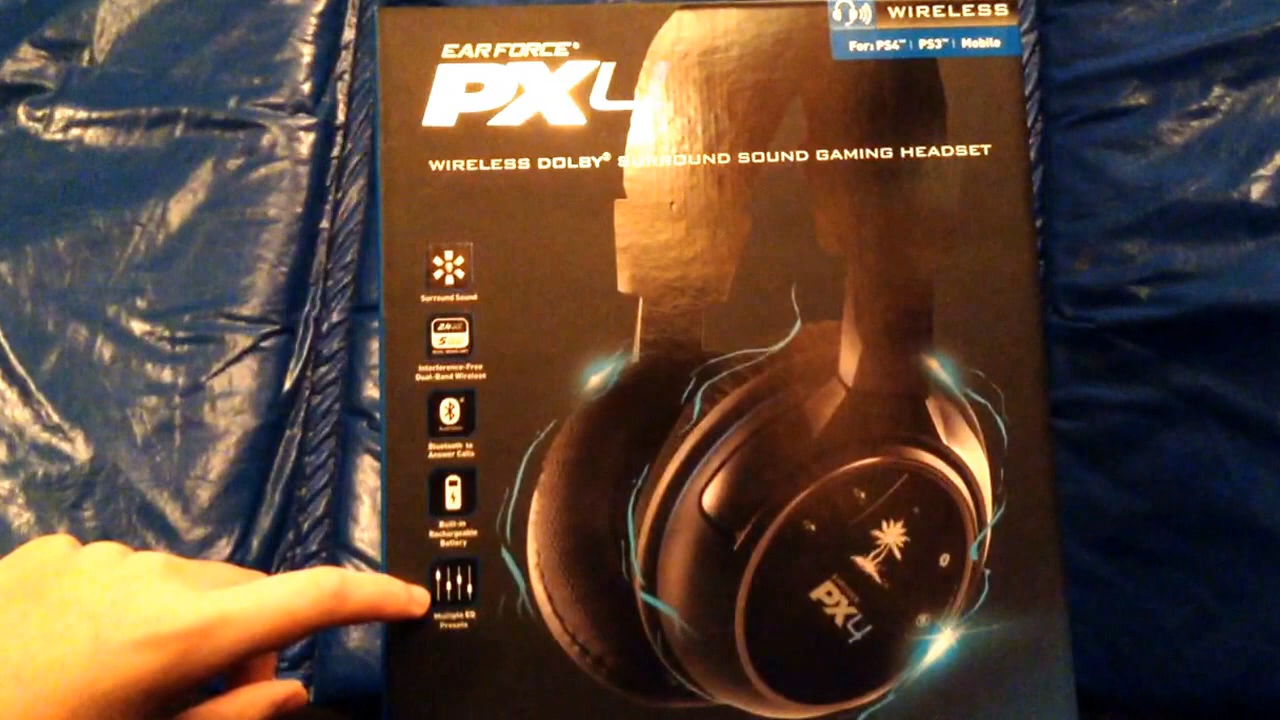 WIRELESS
For: PS4™ | PS3™ | Mobile
EAR FORCE®
PX4
WIRELESS DOLBY® SURROUND SOUND GAMING HEADSET
Surround Sound
Interference-Free
Dual-Band Wireless
Bluetooth to
Answer Calls
Built-in
Rechargeable
Battery
Multiple EQ
Presets
PX4